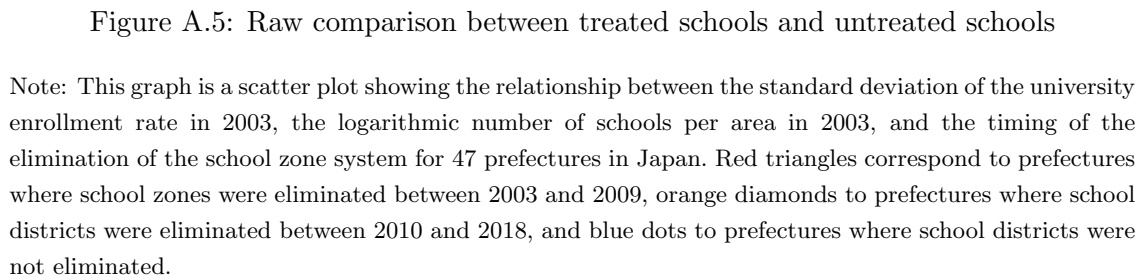 Figure A.5: Raw comparison between treated schools and untreated schools
Note: This graph is a scatter plot showing the relationship between the standard deviation of the university
enrollment rate in 2003, the logarithmic number of schools per area in 2003, and the timing of the
elimination of the school zone system for 47 prefectures in Japan. Red triangles correspond to prefectures
where school zones were eliminated between 2003 and 2009, orange diamonds to prefectures where school
districts were eliminated between 2010 and 2018, and blue dots to prefectures where school districts were
not eliminated.